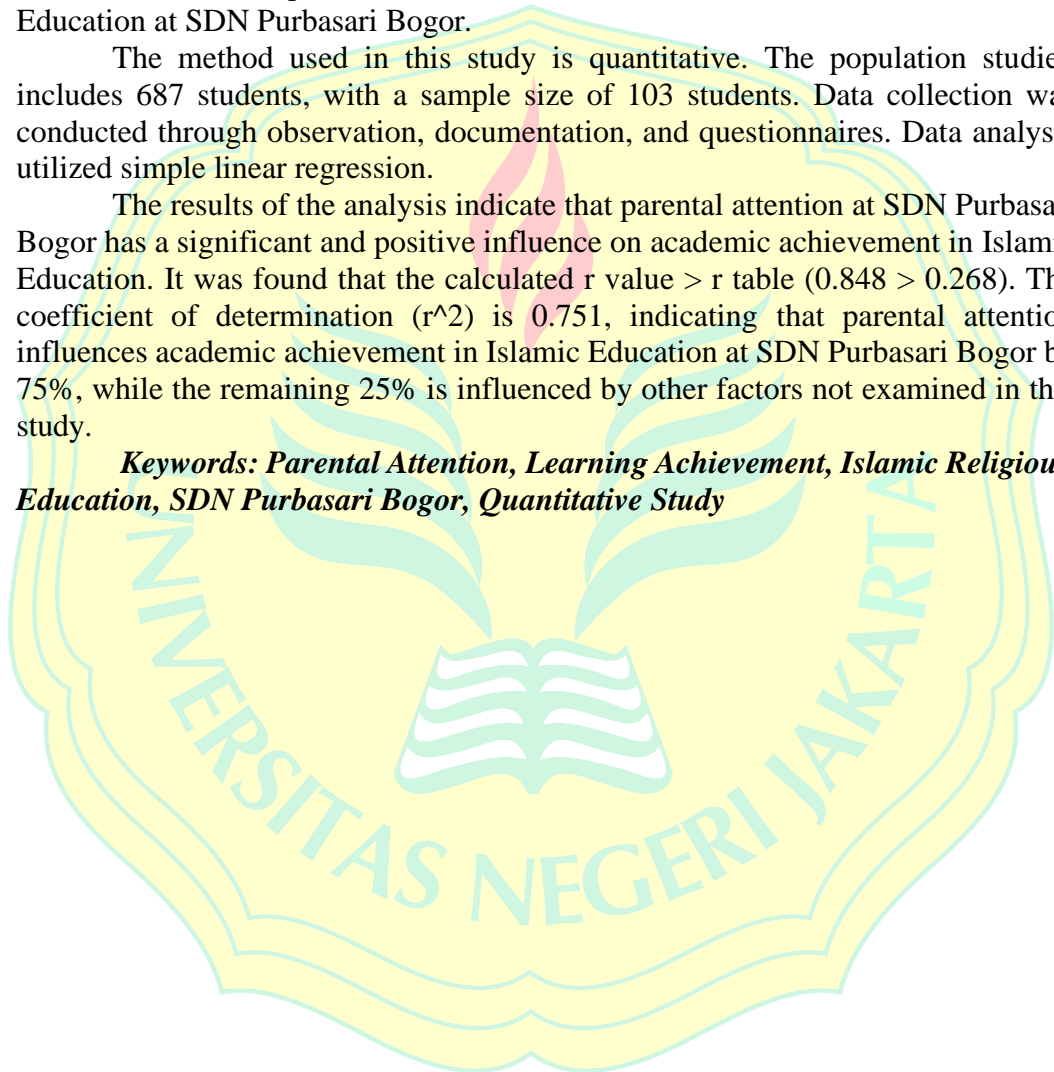 Education at SDN Purbasari Bogor.
The method used in this study is quantitative. The population studie
includes 687 students, with a sample size of 103 students. Data collection wa
conducted through observation, documentation, and questionnaires. Data analys
utilized simple linear regression.
The results of the analysis indicate that parental attention at SDN Purbasa
Bogor has a significant and positive influence on academic achievement in Islami
Education. It was found that the calculated r value > r table (0.848 > 0.268). Th
coefficient of determination (r^2) is 0.751, indicating that parental attentio
influences academic achievement in Islamic Education at SDN Purbasari Bogor b
75%, while the remaining 25% is influenced by other factors not examined in th
study.
Keywords: Parental Attention, Learning Achievement, Islamic Religiou
Education, SDN Purbasari Bogor, Quantitative Study
UNIVERSITAS NEGERI JAKARTA